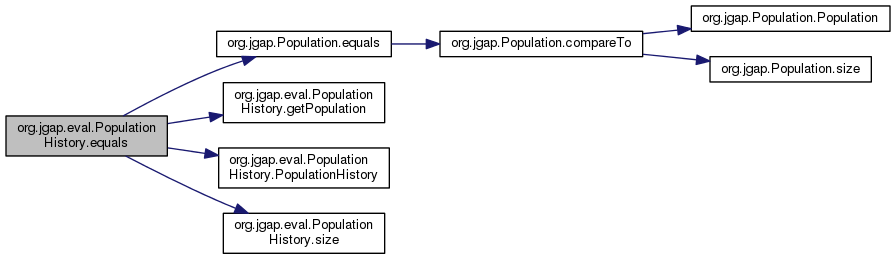 org.jgap.eval.Population
History.equals
org.jgap.Population.equals
org.jgap.Population.compareTo
org.jgap.Population.Population
org.jgap.Population.size
org.jgap.eval.Population
History.getPopulation
org.jgap.eval.Population
History.PopulationHistory
org.jgap.eval.Population
History.size